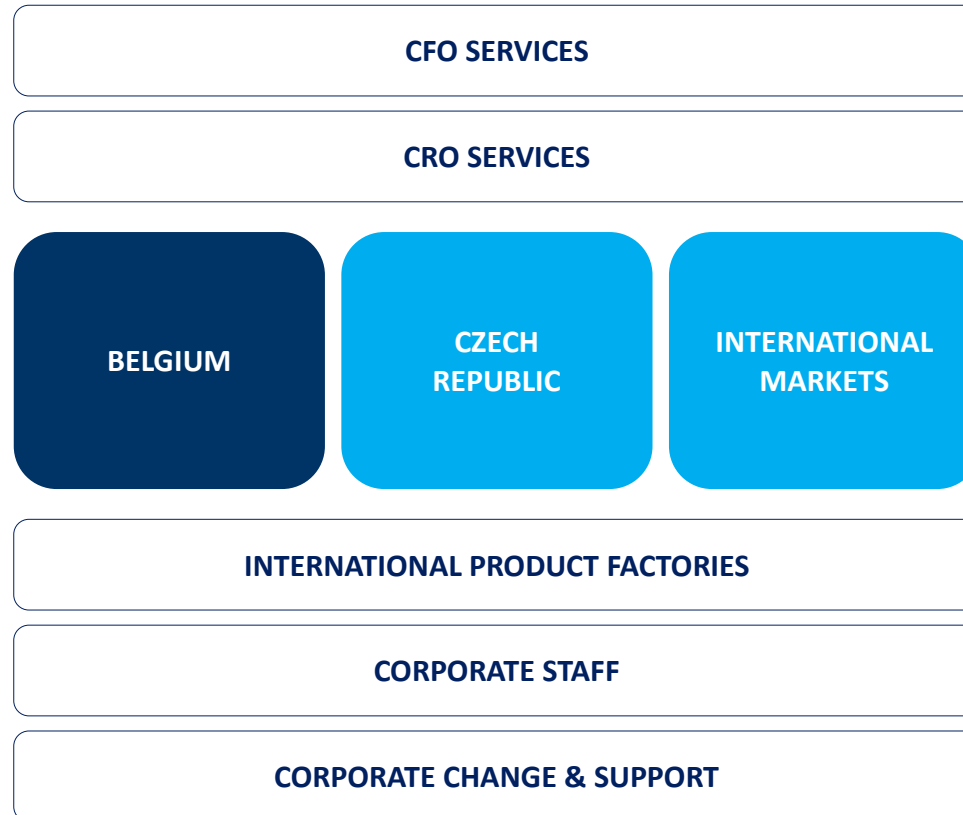 CFO SERVICES
CRO SERVICES
BELGIUM
CZECH
REPUBLIC
INTERNATIONAL
MARKETS
INTERNATIONAL PRODUCT FACTORIES
CORPORATE STAFF
CORPORATE CHANGE & SUPPORT